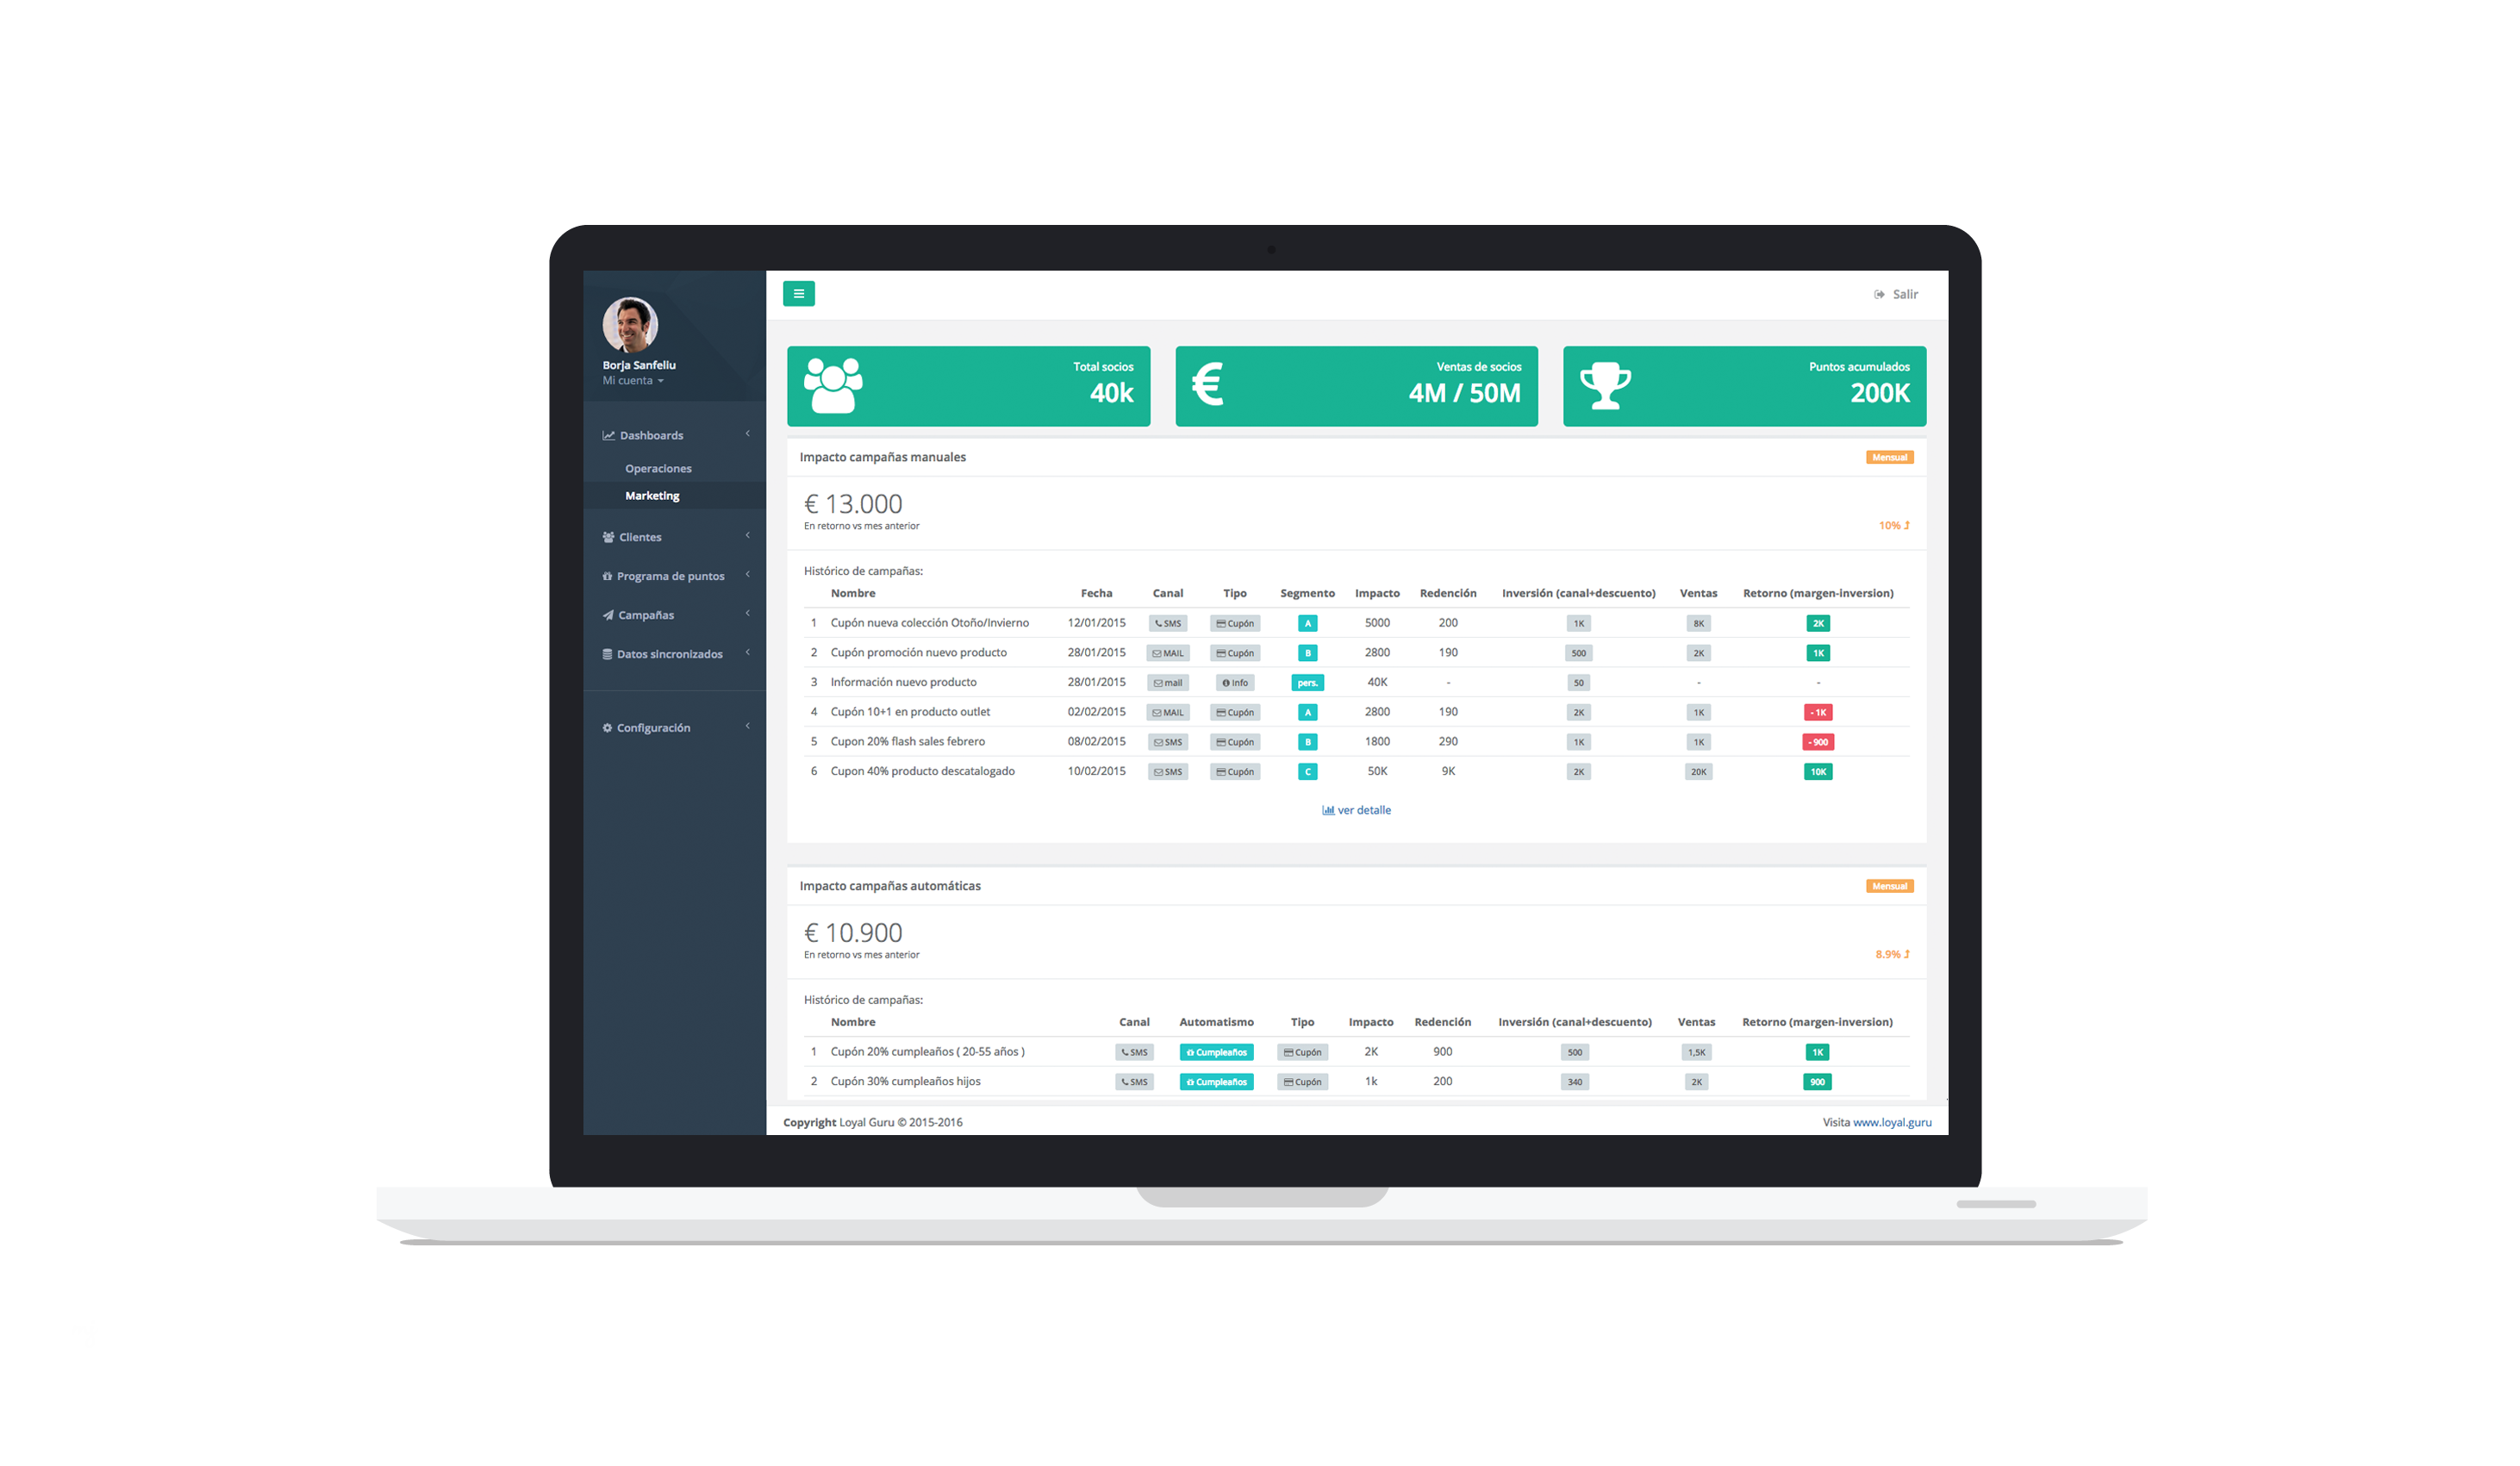 Borja Sanfeliu
Mi cuenta
Dashboards
Operaciones
Marketing
Clientes
Programa de puntos
Campañas
Datos sincronizados
Configuración
Salir
Total socios
40k
€
Ventas de socios
4M / 50M
Puntos acumulados
200K
Impacto campañas manuales Mensual
€ 13.000
En retorno vs mes anterior 10%
Histórico de campañas:
Nombre Fecha Canal Tipo Segmento Impacto Redención Inversión (canal+descuento) Ventas Retorno (margen-inversion)
1 Cupón nueva colección Otoño/Invierno 12/01/2015 SMS Cupón A 5000 200 1K 8K 2K
2 Cupón promoción nuevo producto 28/01/2015 MAIL Cupón B 2800 190 500 2K 1K
3 Información nuevo producto 28/01/2015 mail Info pers. 40K - 50 - -
4 Cupón 10+1 en producto outlet 02/02/2015 MAIL Cupón A 2800 190 2K 1K - 1K
5 Cupon 20% flash sales febrero 08/02/2015 SMS Cupón B 1800 290 1K 1K - 900
6 Cupon 40% producto descatalogado 10/02/2015 SMS Cupón C 50K 9K 2K 20K 10K
ver detalle
Impacto campañas automáticas Mensual
€ 10.900
En retorno vs mes anterior 8.9%
Histórico de campañas:
Nombre Canal Automatismo Tipo Impacto Redención Inversión (canal+descuento) Ventas Retorno (margen-inversion)
1 Cupón 20% cumpleaños ( 20-55 años ) SMS Cumpleaños Cupón 2K 900 500 1,5K 1K
2 Cupón 30% cumpleaños hijos SMS Cumpleaños Cupón 1k 200 340 2K 900
Copyright Loyal Guru © 2015-2016 Visita www.loyal.guru